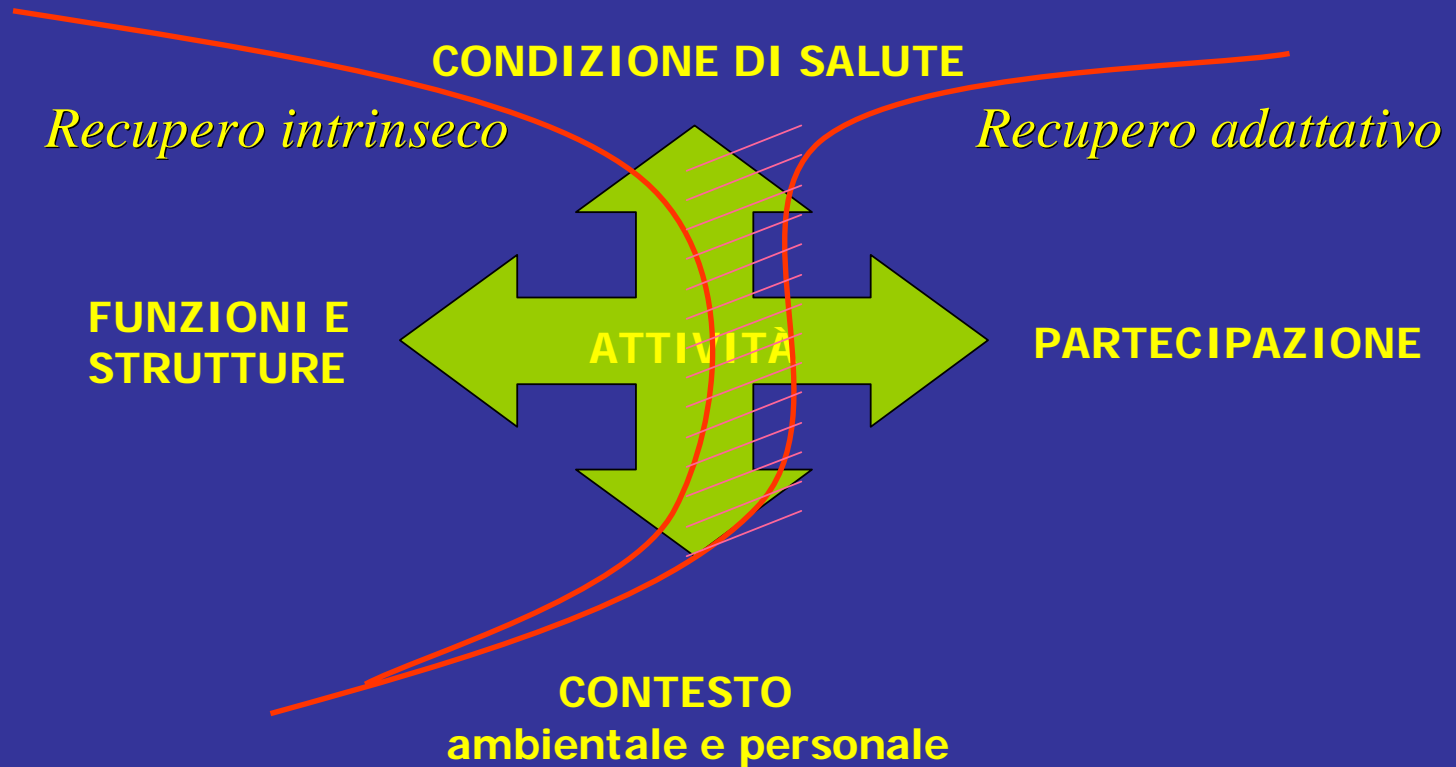 CONDIZIONE DI SALUTE
Recupero intrinseco
Recupero adattativo
FUNZIONI E
STRUTTURE
ATTIVITÀ
PARTECIPAZIONE
CONTESTO
ambientale e personale